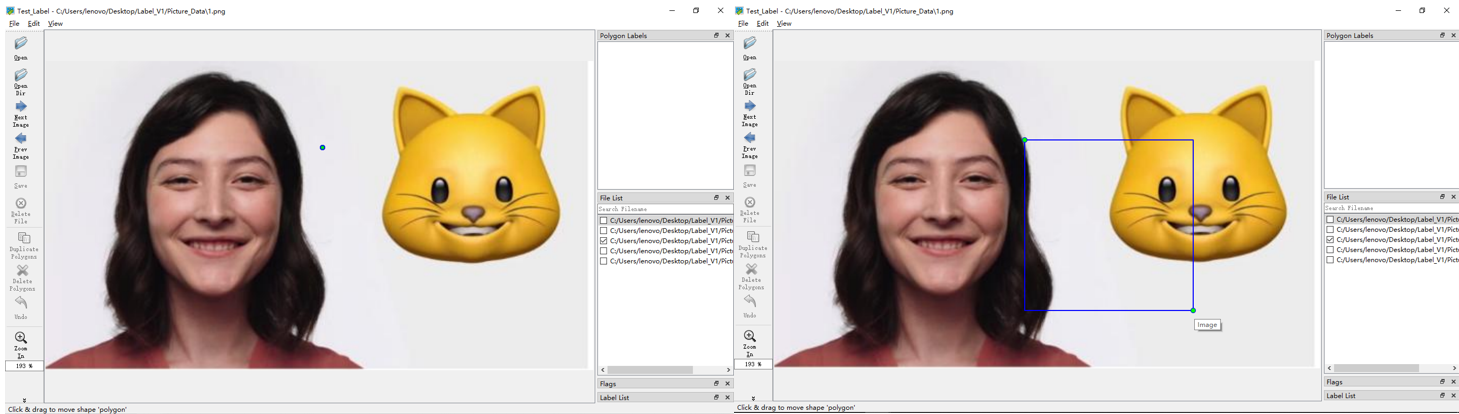 Test_Label - C:/Users/lenovo/Desktop/Label_V1/Picture_Data\1.png
File Edit View
Open
Open
Dir
Next
Image
Prev
Image
Save
Delete
File
Duplicate
Polygons
Delete
Polygons
Undo
Zoom
In
193 %
Polygon Labels
File List
Search Filename
C:/Users/lenovo/Desktop/Label_V1/Pict
C:/Users/lenovo/Desktop/Label_V1/Pict
C:/Users/lenovo/Desktop/Label_V1/Pict
C:/Users/lenovo/Desktop/Label_V1/Pict
C:/Users/lenovo/Desktop/Label_V1/Pict
Flags
Label List
Click & drag to move shape 'polygon'
Test_Label - C:/Users/lenovo/Desktop/Label_V1/Picture_Data\1.png
File Edit View
Open
Open
Dir
Next
Image
Prev
Image
Save
Delete
File
Duplicate
Polygons
Delete
Polygons
Undo
Zoom
In
193 %
Image
Polygon Labels
File List
Search Filename
C:/Users/lenovo/Desktop/Label_V1/Pictu
C:/Users/lenovo/Desktop/Label_V1/Pictu
C:/Users/lenovo/Desktop/Label_V1/Pictu
C:/Users/lenovo/Desktop/Label_V1/Pictu
C:/Users/lenovo/Desktop/Label_V1/Pictu
Flags
Label List
Click & drag to move shape 'polygon'